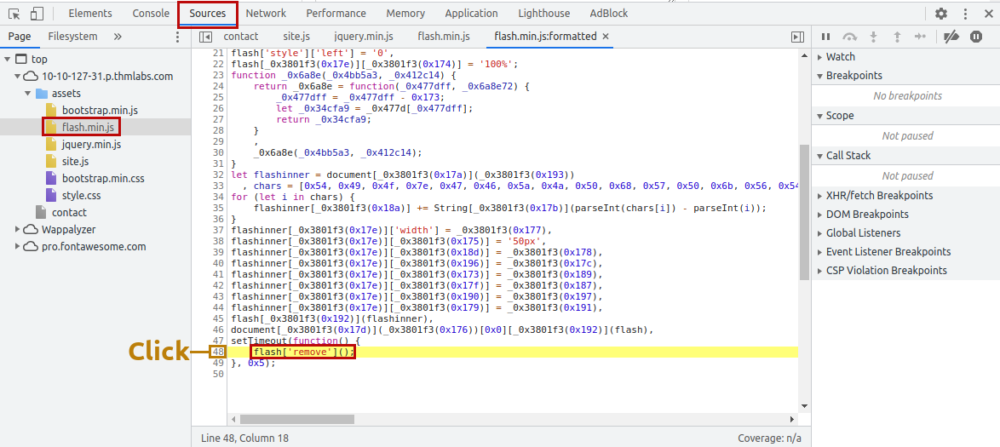 Elements Console Sources Network Performance Memory Application Lighthouse AdBlock
Page Filesystem »
contact site.js jquery.min.js flash.min.js flash.min.js:formatted ×
top
10-10-127-31.p.thmlabs.com
assets
bootstrap.min.js
flash.min.js
jquery.min.js
site.js
bootstrap.min.css
style.css
contact
Wappalyzer
pro.fontawesome.com
21 flash['style']['left'] = '0',
22 flash[_0x3801f3(0x17e)][_0x3801f3(0x174)] = '100%';
23 function _0x6a8e(_0x4bb5a3, _0x412c14) {
24     return _0x6a8e = function(_0x477dff, _0x6a8e72) {
25         _0x477dff = _0x477dff - 0x173;
26         let _0x34cfa9 = _0x477d[_0x477dff];
27         return _0x34cfa9;
28     }
29     ,
30     _0x6a8e(_0x4bb5a3, _0x412c14);
31 }
32 let flashinner = document[_0x3801f3(0x17a)](_0x3801f3(0x193))
33   , chars = [0x54, 0x49, 0x4f, 0x7e, 0x47, 0x46, 0x5a, 0x4a, 0x50, 0x68, 0x57, 0x50, 0x6b, 0x56, 0x54
34 for (let i in chars) {
35     flashinner[_0x3801f3(0x18a)] += String[_0x3801f3(0x17b)](parseInt(chars[i]) - parseInt(i));
36 }
37 flashinner[_0x3801f3(0x17e)]['width'] = _0x3801f3(0x177),
38 flashinner[_0x3801f3(0x17e)][_0x3801f3(0x175)] = '50px',
39 flashinner[_0x3801f3(0x17e)][_0x3801f3(0x18d)] = _0x3801f3(0x178),
40 flashinner[_0x3801f3(0x17e)][_0x3801f3(0x196)] = _0x3801f3(0x17c),
41 flashinner[_0x3801f3(0x17e)][_0x3801f3(0x173)] = _0x3801f3(0x189),
42 flashinner[_0x3801f3(0x17e)][_0x3801f3(0x17f)] = _0x3801f3(0x187),
43 flashinner[_0x3801f3(0x17e)][_0x3801f3(0x190)] = _0x3801f3(0x197),
44 flashinner[_0x3801f3(0x17e)][_0x3801f3(0x179)] = _0x3801f3(0x191),
45 flash[_0x3801f3(0x192)](flashinner),
46 document[_0x3801f3(0x17d)](_0x3801f3(0x176))[0x0][_0x3801f3(0x192)](flash),
47 setTimeout(function() {
Click 48     flash['remove']();
49 }, 0x5);
50
Line 48, Column 18 Coverage: n/a
Watch
Breakpoints
No breakpoints
Scope
Not paused
Call Stack
Not paused
XHR/fetch Breakpoints
DOM Breakpoints
Global Listeners
Event Listener Breakpoints
CSP Violation Breakpoints